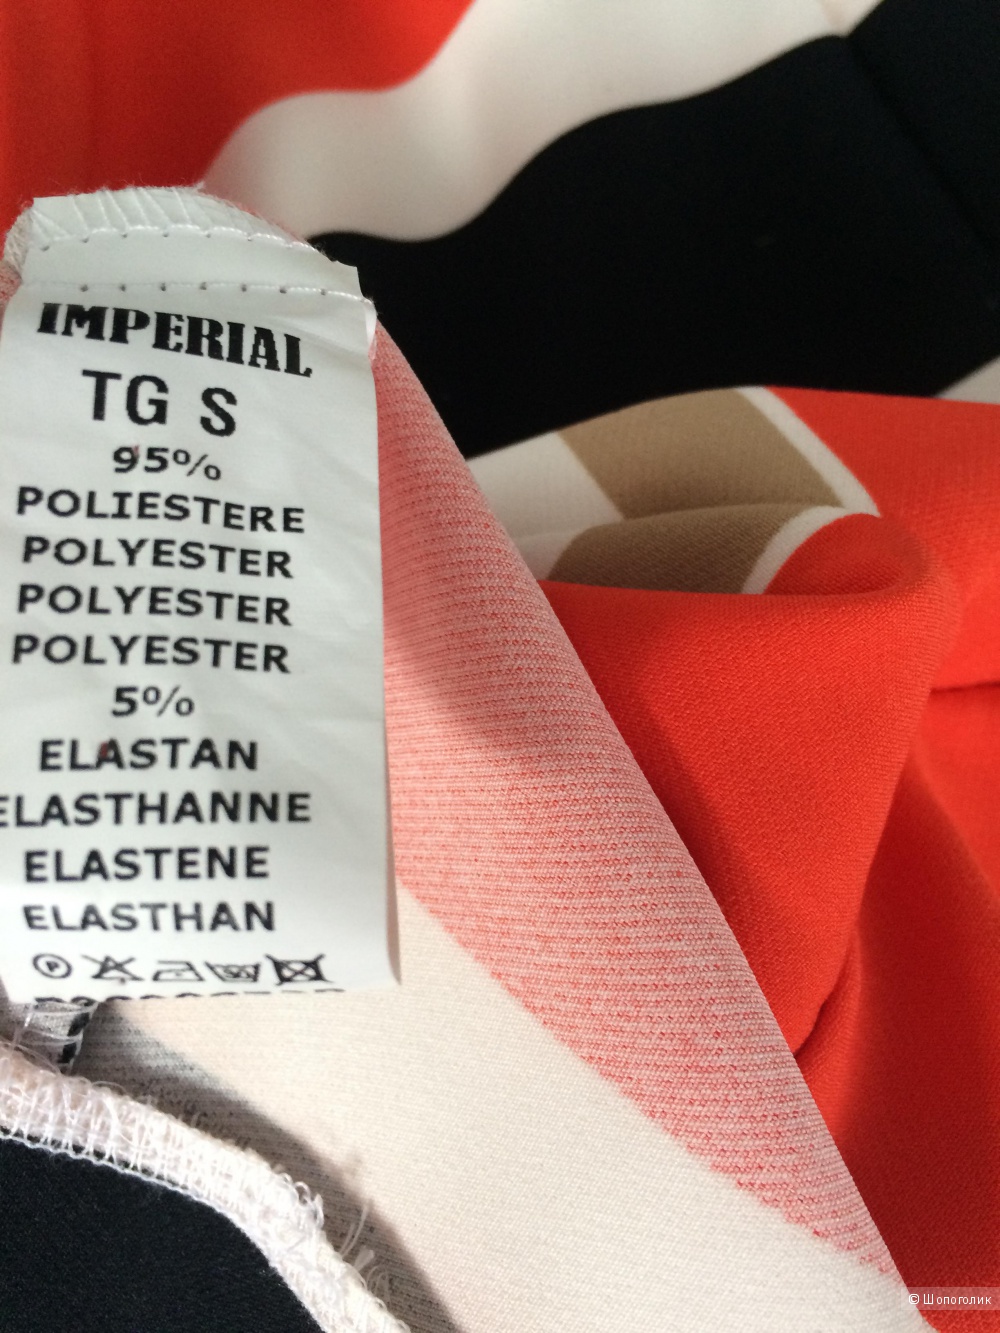 IMPERIAL
TG S
95%
POLIESTERE
POLYESTER
POLYESTER
POLYESTER
5%
ELASTAN
ELASTHANNE
ELASTENE
ELASTHAN
© Шопоголик